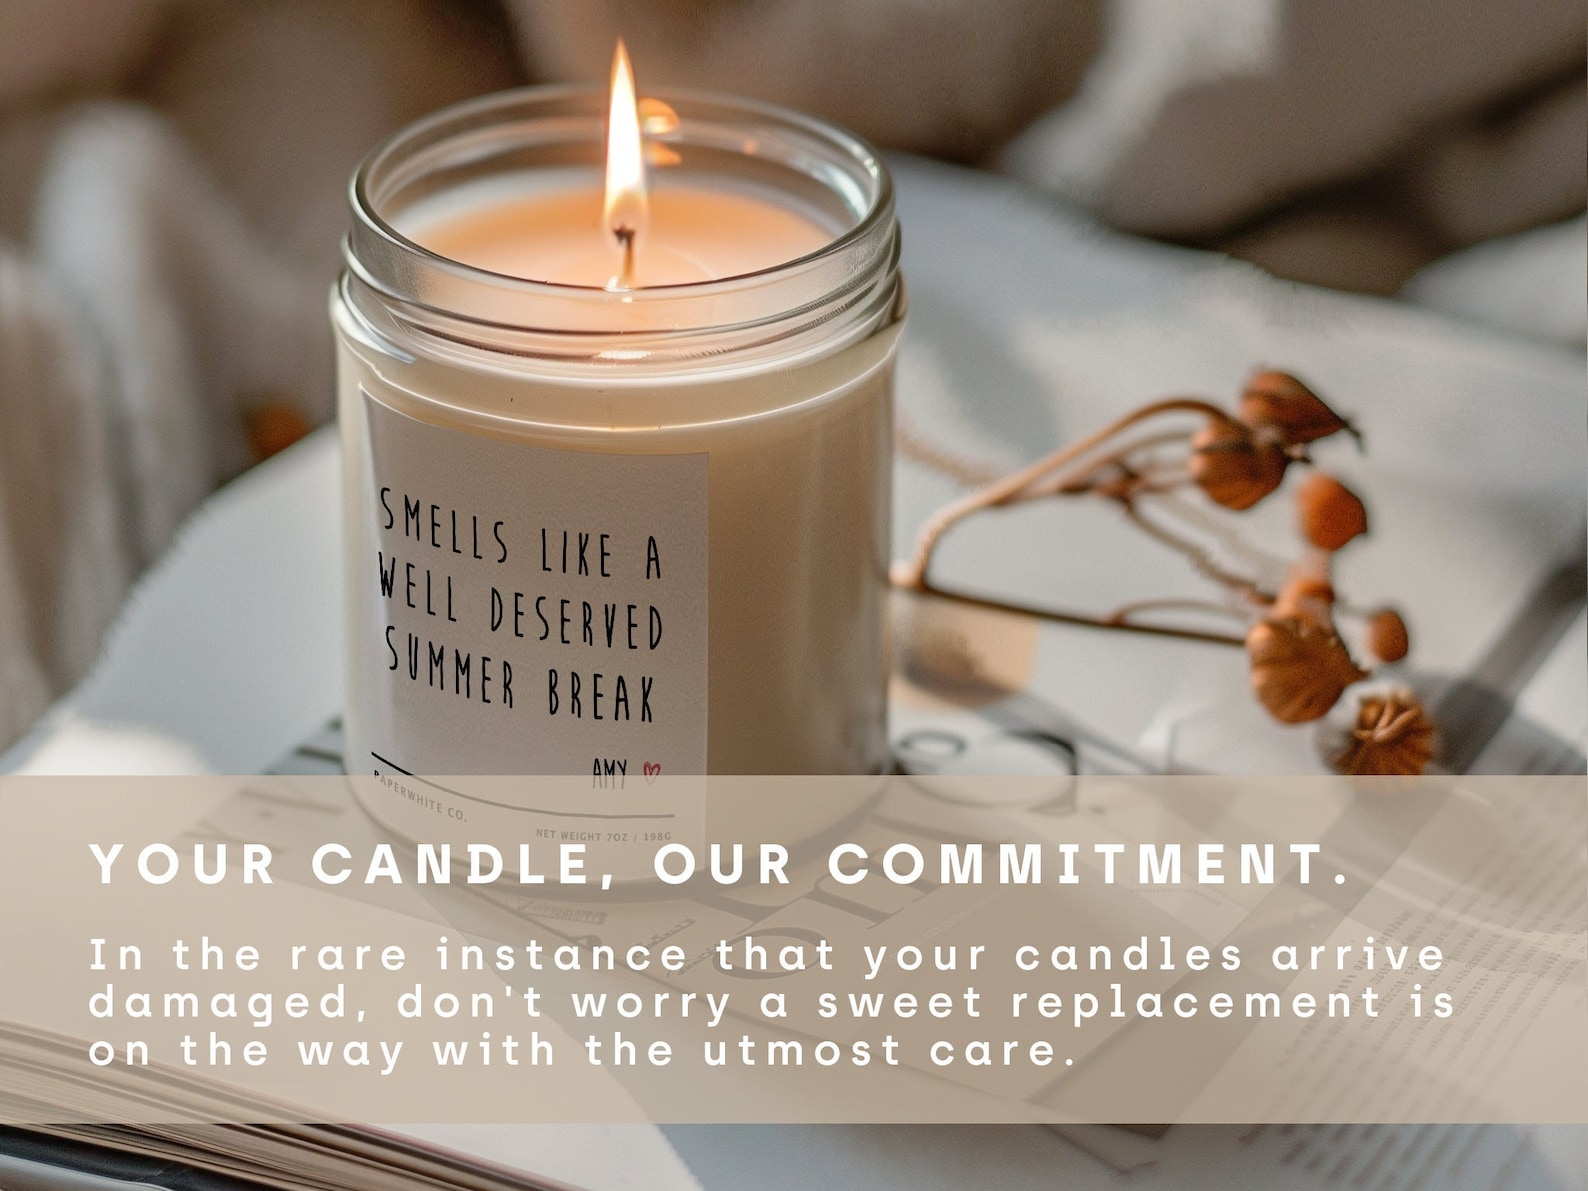 SMELLS LIKE A
WELL DESERVED
SUMMER BREAK
AMY ♡
PAPERWHITE CO.
NET WEIGHT 7OZ / 198G
YOUR CANDLE, OUR COMMITMENT.
In the rare instance that your candles arrive
damaged, don't worry a sweet replacement is
on the way with the utmost care.